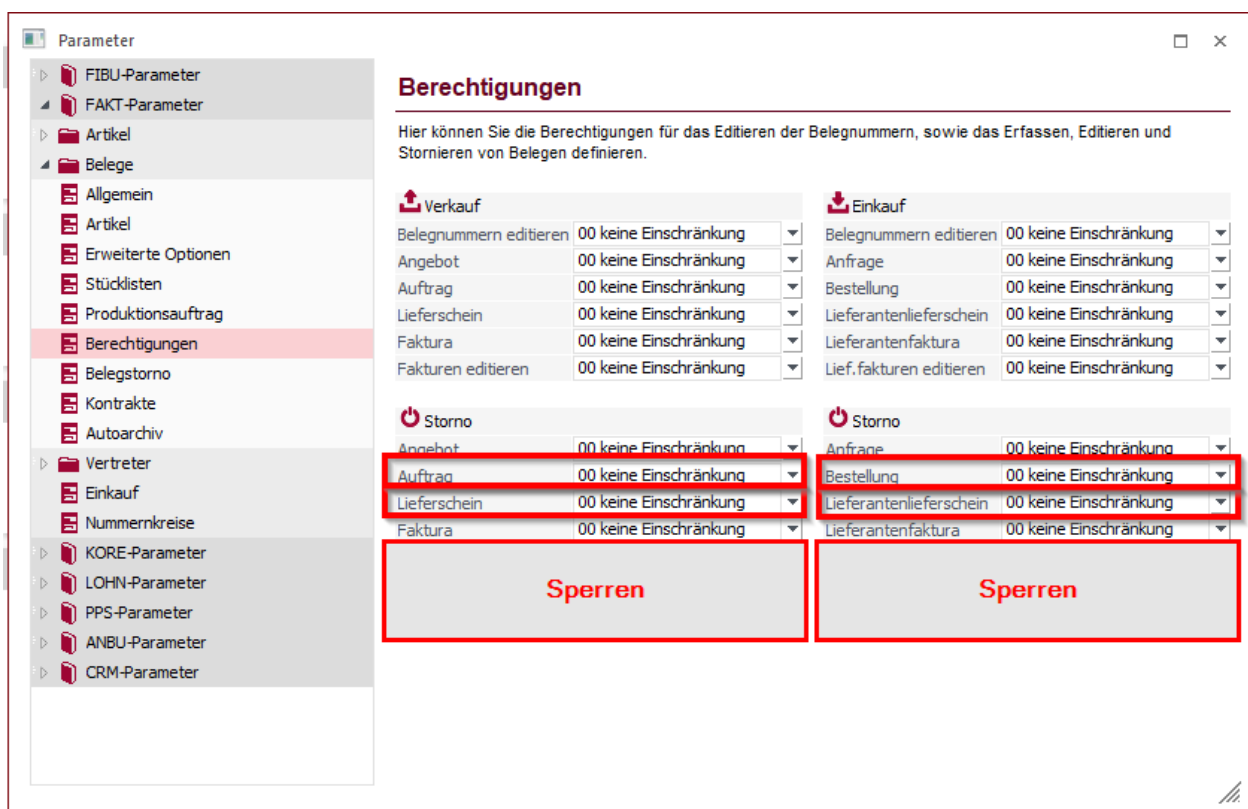 Parameter
FIBU-Parameter
FAKT-Parameter
Artikel
Belege
Allgemein
Artikel
Erweiterte Optionen
Stücklisten
Produktionsauftrag
Berechtigungen
Belegstorno
Kontrakte
Autoarchiv
Vertreter
Einkauf
Nummernkreise
KORE-Parameter
LOHN-Parameter
PPS-Parameter
ANBU-Parameter
CRM-Parameter
Berechtigungen
Hier können Sie die Berechtigungen für das Editieren der Belegnummern, sowie das Erfassen, Editieren und
Stornieren von Belegen definieren.
Verkauf
Belegnummern editieren 00 keine Einschränkung
Angebot 00 keine Einschränkung
Auftrag 00 keine Einschränkung
Lieferschein 00 keine Einschränkung
Faktura 00 keine Einschränkung
Fakturen editieren 00 keine Einschränkung
Einkauf
Belegnummern editieren 00 keine Einschränkung
Anfrage 00 keine Einschränkung
Bestellung 00 keine Einschränkung
Lieferantenlieferschein 00 keine Einschränkung
Lieferantenfaktura 00 keine Einschränkung
Lief.fakturen editieren 00 keine Einschränkung
Storno
Angebot 00 keine Einschränkung
Auftrag 00 keine Einschränkung
Lieferschein 00 keine Einschränkung
Faktura 00 keine Einschränkung
Sperren
Storno
Anfrage 00 keine Einschränkung
Bestellung 00 keine Einschränkung
Lieferantenlieferschein 00 keine Einschränkung
Lieferantenfaktura 00 keine Einschränkung
Sperren